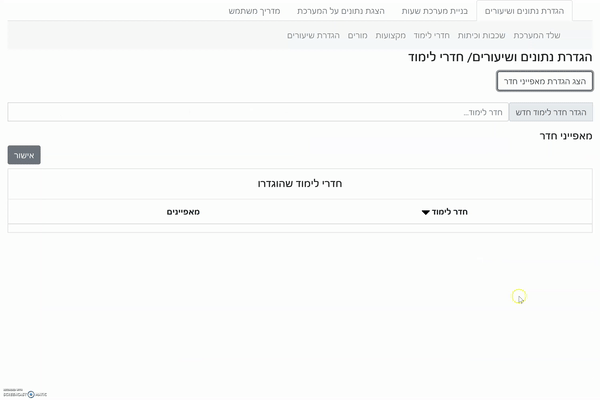 הגדרת נתונים ושיעורים בניית מערכת שעות הצגת נתונים על המערכת מדריך משתמש
שלד המערכת שכבות וכיתות חדרי לימוד מקצועות מורים הגדרת שיעורים
הגדרת נתונים ושיעורים/ חדרי לימוד
הצג הגדרת מאפייני חדר
הגדר חדר לימוד חדש חדר לימוד...
מאפייני חדר
אישור
חדרי לימוד שהוגדרו
חדר לימוד מאפיינים